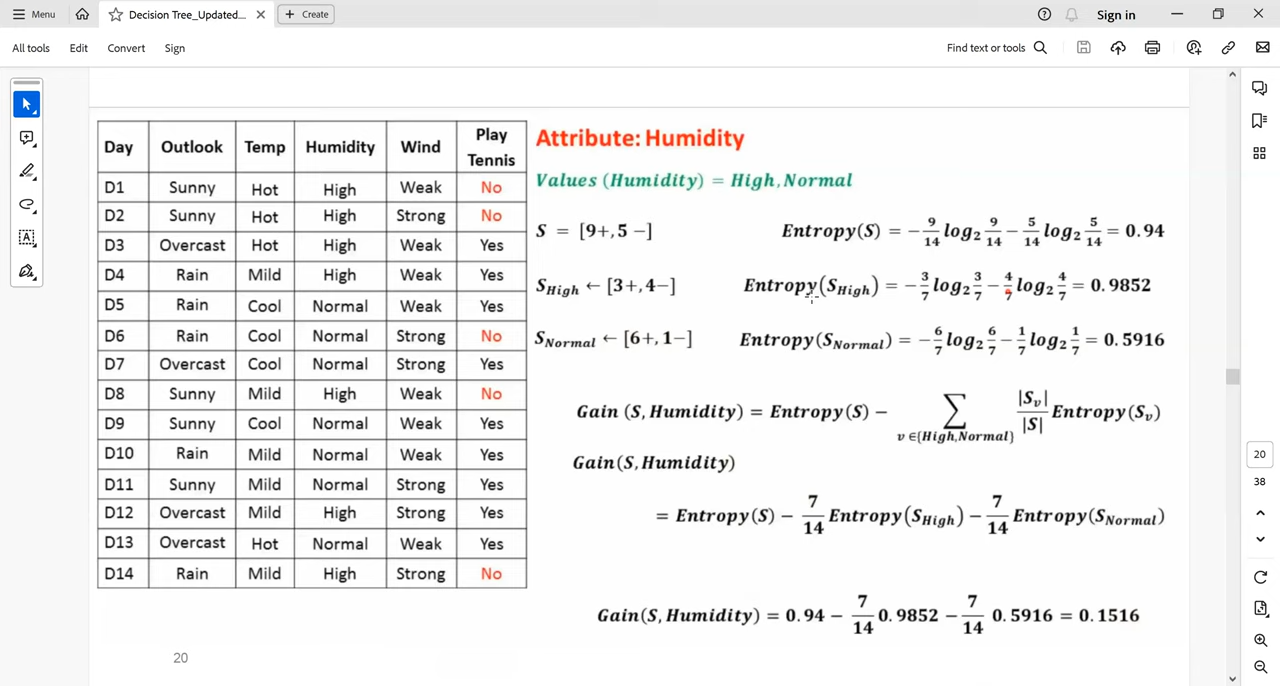 Menu Decision Tree_Updated... Create Sign in
All tools Edit Convert Sign Find text or tools
Day Outlook Temp Humidity Wind Play Tennis
D1 Sunny Hot High Weak No
D2 Sunny Hot High Strong No
D3 Overcast Hot High Weak Yes
D4 Rain Mild High Weak Yes
D5 Rain Cool Normal Weak Yes
D6 Rain Cool Normal Strong No
D7 Overcast Cool Normal Strong Yes
D8 Sunny Mild High Weak No
D9 Sunny Cool Normal Weak Yes
D10 Rain Mild Normal Weak Yes
D11 Sunny Mild Normal Strong Yes
D12 Overcast Mild High Strong Yes
D13 Overcast Hot Normal Weak Yes
D14 Rain Mild High Strong No
Attribute: Humidity
Values (Humidity) = High, Normal
S = [9+, 5 −] Entropy(S) = −9/14 log₂ 9/14 − 5/14 log₂ 5/14 = 0.94
S_High ← [3+, 4−] Entropy(S_High) = −3/7 log₂ 3/7 − 4/7 log₂ 4/7 = 0.9852
S_Normal ← [6+, 1−] Entropy(S_Normal) = −6/7 log₂ 6/7 − 1/7 log₂ 1/7 = 0.5916
Gain (S, Humidity) = Entropy(S) − ∑ v ∈{High,Normal} |S_v|/|S| Entropy(S_v)
Gain(S, Humidity)
= Entropy(S) − 7/14 Entropy(S_High) − 7/14 Entropy(S_Normal)
Gain(S, Humidity) = 0.94 − 7/14 0.9852 − 7/14 0.5916 = 0.1516
20
20
38